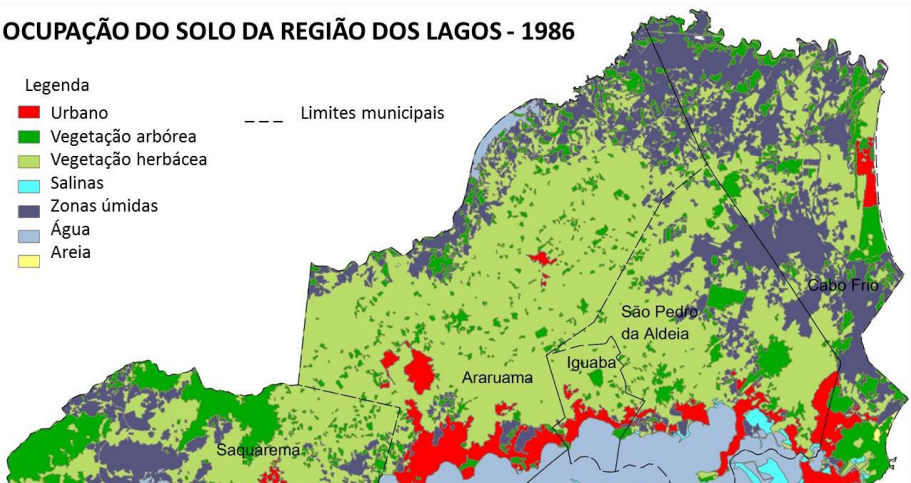 OCUPAÇÃO DO SOLO DA REGIÃO DOS LAGOS - 1986
Legenda
Urbano
Limites municipais
Vegetação arbórea
Vegetação herbácea
Salinas
Zonas úmidas
Água
Areia
Cabo Frio
São Pedro
da Aldeia
Iguaba
Araruama
Saquarema